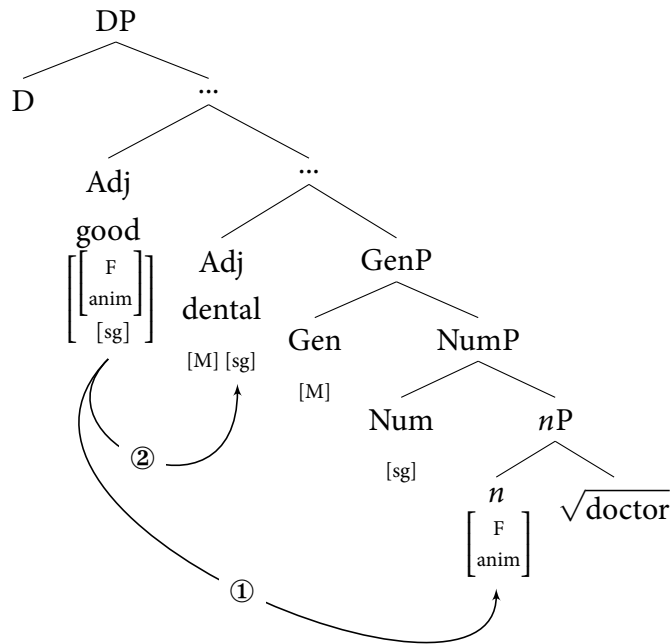 DP
D ...
Adj ...
good
[F anim] [sg]
Adj GenP
dental
[M] [sg]
Gen NumP
[M]
Num nP
[sg]
n √doctor
[F anim]
②
①